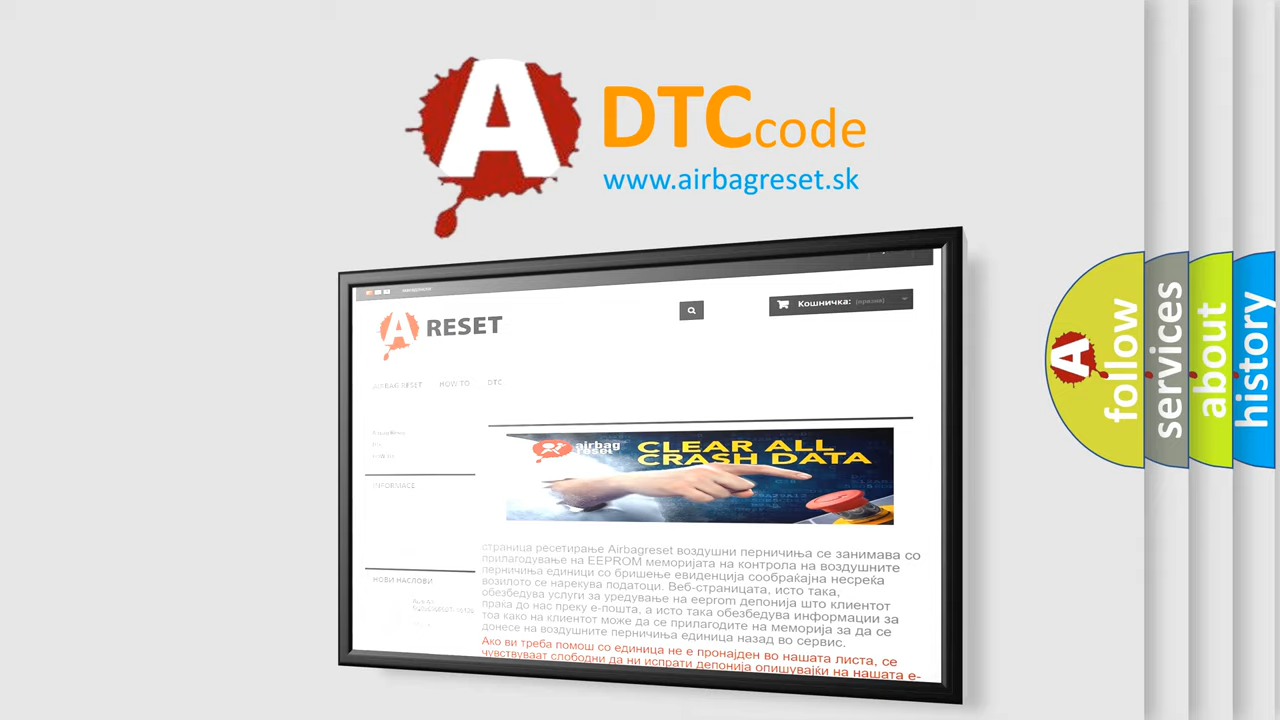 A
DTCcode
www.airbagreset.sk
A RESET
Кошничка: (празна)
AIRBAG RESET HOW TO DTC
INFORMACE
НОВИ НАСЛОВИ
airbag
reset
CLEAR ALL
CRASH DATA
страница ресетирање Airbagreset воздушни перничиња се занимава со
прилагодување на EEPROM меморијата на контрола на воздушните
перничиња единици со бришење евиденција сообраќајна несреќа
возилото се нарекува податоци. Веб-страницата, исто така,
обезбедува услуги за уредување на eeprom депонија што клиентот
прака до нас преку е-пошта, а исто така обезбедува информации за
тоа како на клиентот може да се прилагодите на меморија за да се
донесе на воздушните перничиња единица назад во сервис.
Ако ви треба помош со единица не е пронајден во нашата листа, се
чувствуваат слободни да ни испрати депонија опишувајќи на нашата е-
A
follow
services
about
history